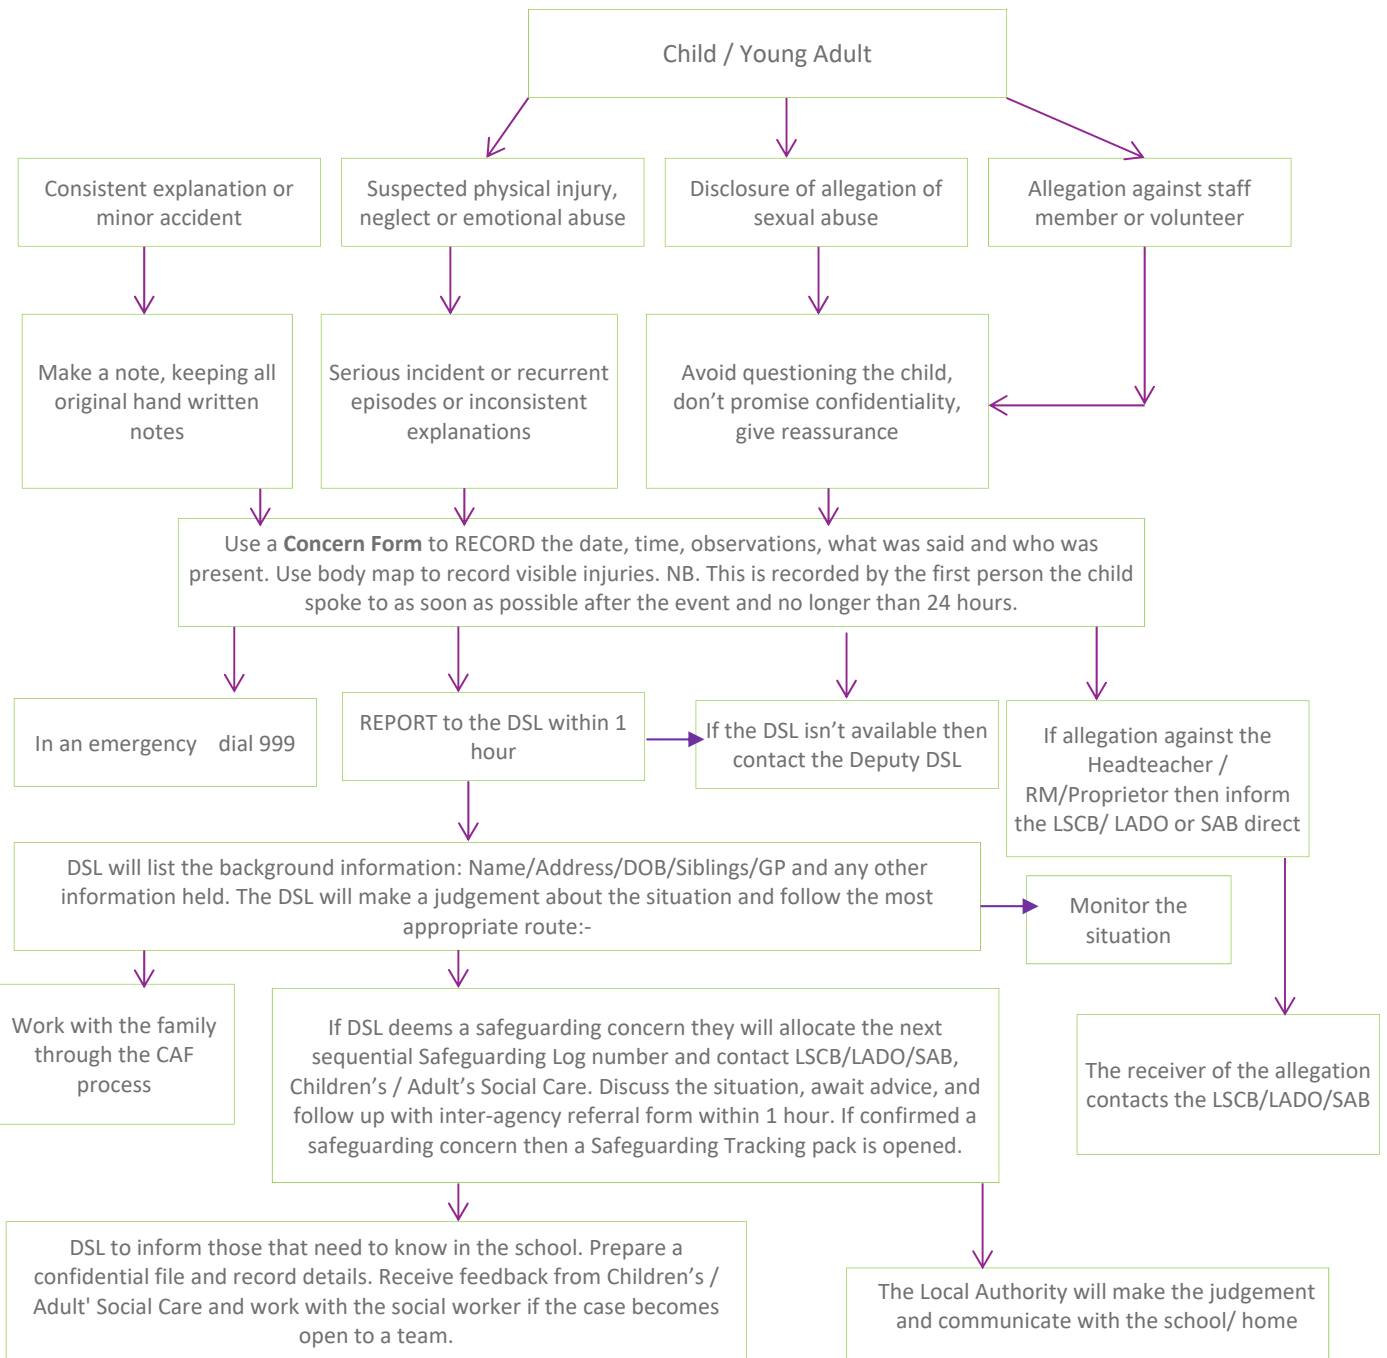 Child / Young Adult
Consistent explanation or
minor accident
Suspected physical injury,
neglect or emotional abuse
Disclosure of allegation of
sexual abuse
Allegation against staff
member or volunteer
Make a note, keeping all
original hand written
notes
Serious incident or recurrent
episodes or inconsistent
explanations
Avoid questioning the child,
don’t promise confidentiality,
give reassurance
Use a Concern Form to RECORD the date, time, observations, what was said and who was
present. Use body map to record visible injuries. NB. This is recorded by the first person the child
spoke to as soon as possible after the event and no longer than 24 hours.
In an emergency dial 999
REPORT to the DSL within 1
hour
If the DSL isn’t available then
contact the Deputy DSL
If allegation against the
Headteacher /
RM/Proprietor then inform
the LSCB/ LADO or SAB direct
DSL will list the background information: Name/Address/DOB/Siblings/GP and any other
information held. The DSL will make a judgement about the situation and follow the most
appropriate route:-
Monitor the
situation
Work with the family
through the CAF
process
If DSL deems a safeguarding concern they will allocate the next
sequential Safeguarding Log number and contact LSCB/LADO/SAB,
Children’s / Adult’s Social Care. Discuss the situation, await advice, and
follow up with inter-agency referral form within 1 hour. If confirmed a
safeguarding concern then a Safeguarding Tracking pack is opened.
The receiver of the allegation
contacts the LSCB/LADO/SAB
DSL to inform those that need to know in the school. Prepare a
confidential file and record details. Receive feedback from Children’s /
Adult' Social Care and work with the social worker if the case becomes
open to a team.
The Local Authority will make the judgement
and communicate with the school/ home